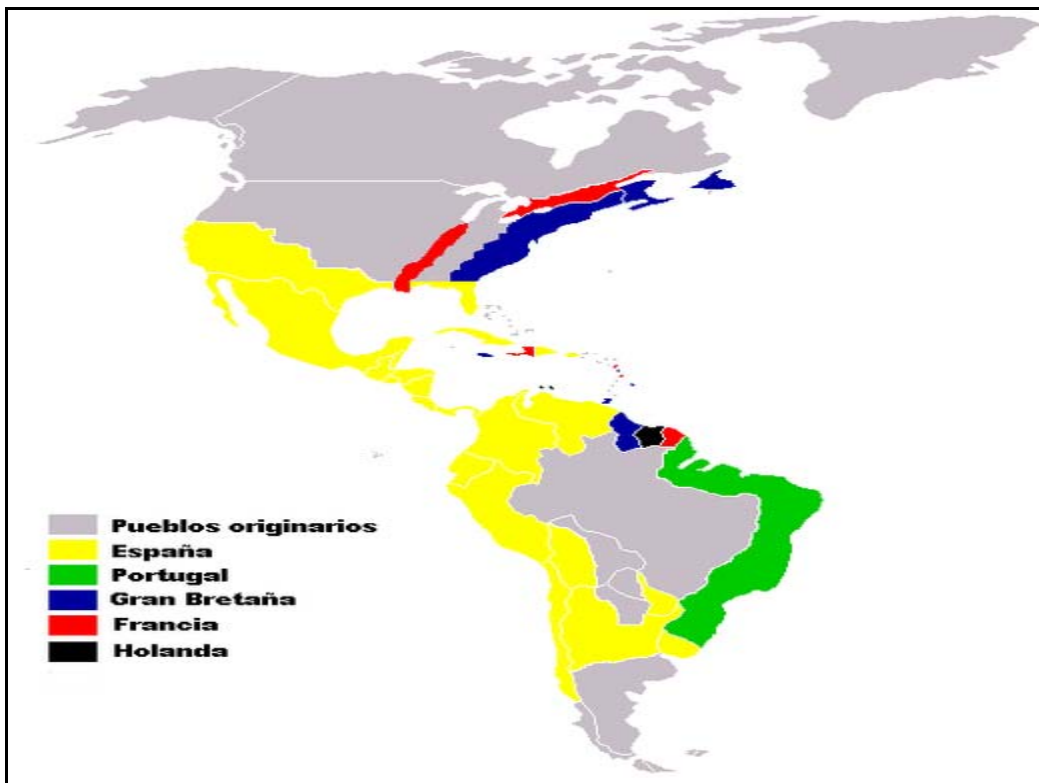 Pueblos originarios
España
Portugal
Gran Bretaña
Francia
Holanda